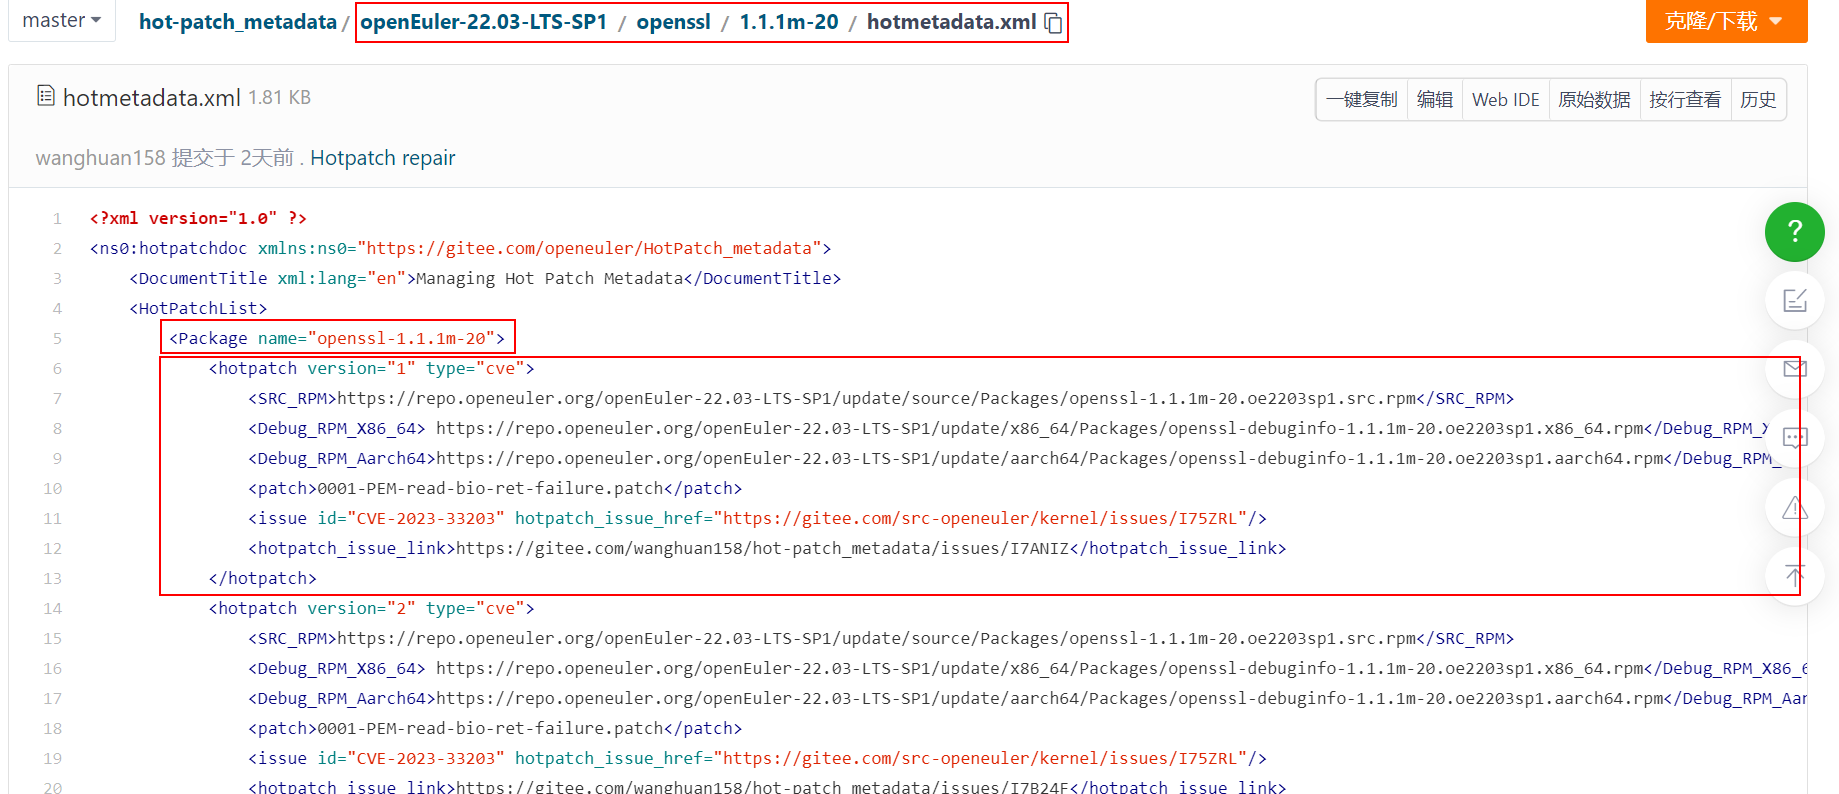 master hot-patch_metadata / openEuler-22.03-LTS-SP1 / openssl / 1.1.1m-20 / hotmetadata.xml 克隆/下载
hotmetadata.xml 1.81 KB 一键复制 编辑 Web IDE 原始数据 按行查看 历史
wanghuan158 提交于 2天前 . Hotpatch repair
1 <?xml version="1.0" ?>
2 <ns0:hotpatchdoc xmlns:ns0="https://gitee.com/openeuler/HotPatch_metadata">
3 <DocumentTitle xml:lang="en">Managing Hot Patch Metadata</DocumentTitle>
4 <HotPatchList>
5 <Package name="openssl-1.1.1m-20">
6 <hotpatch version="1" type="cve">
7 <SRC_RPM>https://repo.openeuler.org/openEuler-22.03-LTS-SP1/update/source/Packages/openssl-1.1.1m-20.oe2203sp1.src.rpm</SRC_RPM>
8 <Debug_RPM_X86_64> https://repo.openeuler.org/openEuler-22.03-LTS-SP1/update/x86_64/Packages/openssl-debuginfo-1.1.1m-20.oe2203sp1.x86_64.rpm</Debug_RPM_X
9 <Debug_RPM_Aarch64>https://repo.openeuler.org/openEuler-22.03-LTS-SP1/update/aarch64/Packages/openssl-debuginfo-1.1.1m-20.oe2203sp1.aarch64.rpm</Debug_RPM_
10 <patch>0001-PEM-read-bio-ret-failure.patch</patch>
11 <issue id="CVE-2023-33203" hotpatch_issue_href="https://gitee.com/src-openeuler/kernel/issues/I75ZRL"/>
12 <hotpatch_issue_link>https://gitee.com/wanghuan158/hot-patch_metadata/issues/I7ANIZ</hotpatch_issue_link>
13 </hotpatch>
14 <hotpatch version="2" type="cve">
15 <SRC_RPM>https://repo.openeuler.org/openEuler-22.03-LTS-SP1/update/source/Packages/openssl-1.1.1m-20.oe2203sp1.src.rpm</SRC_RPM>
16 <Debug_RPM_X86_64> https://repo.openeuler.org/openEuler-22.03-LTS-SP1/update/x86_64/Packages/openssl-debuginfo-1.1.1m-20.oe2203sp1.x86_64.rpm</Debug_RPM_X86_6
17 <Debug_RPM_Aarch64>https://repo.openeuler.org/openEuler-22.03-LTS-SP1/update/aarch64/Packages/openssl-debuginfo-1.1.1m-20.oe2203sp1.aarch64.rpm</Debug_RPM_Aar
18 <patch>0001-PEM-read-bio-ret-failure.patch</patch>
19 <issue id="CVE-2023-33203" hotpatch_issue_href="https://gitee.com/src-openeuler/kernel/issues/I75ZRL"/>
20 <hotpatch_issue_link>https://gitee.com/wanghuan158/hot-patch_metadata/issues/I7B24F</hotpatch_issue_link>
?